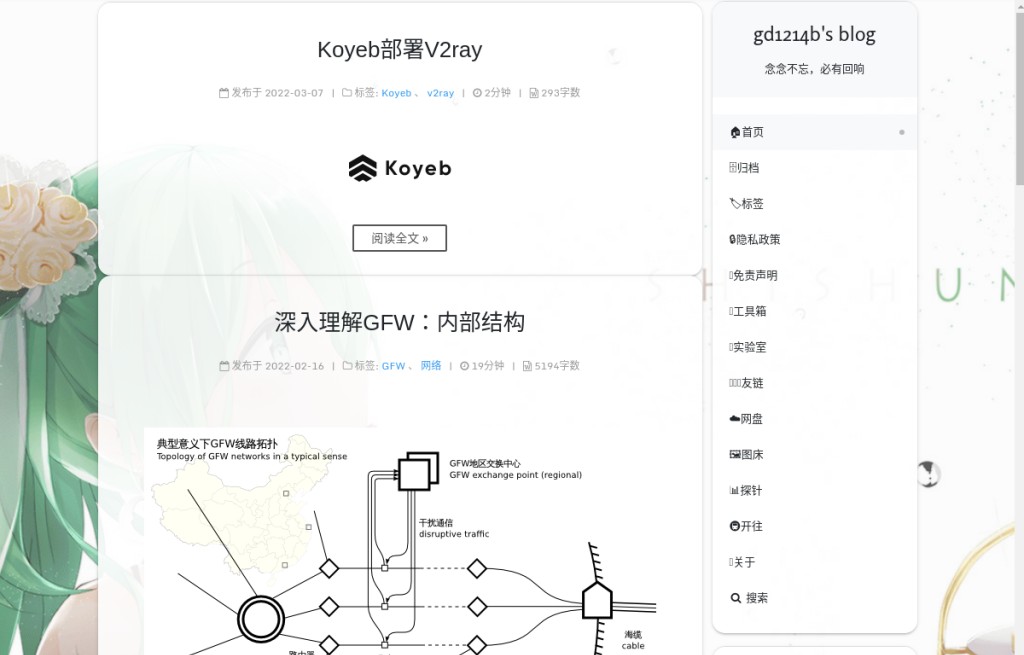 Koyeb部署V2ray
发布于 2022-03-07 | 标签: Koyeb 、 v2ray | 2分钟 | 293字数
Koyeb
阅读全文 »
深入理解GFW：内部结构
发布于 2022-02-16 | 标签: GFW 、 网络 | 19分钟 | 5194字数
典型意义下GFW线路拓扑
Topology of GFW networks in a typical sense
GFW地区交换中心
GFW exchange point (regional)
干扰通信
disruptive traffic
海缆
cable
路由器
gd1214b's blog
念念不忘，必有回响
首页
归档
标签
隐私政策
免责声明
工具箱
实验室
友链
网盘
图床
探针
开往
关于
搜索
S H I S H U N